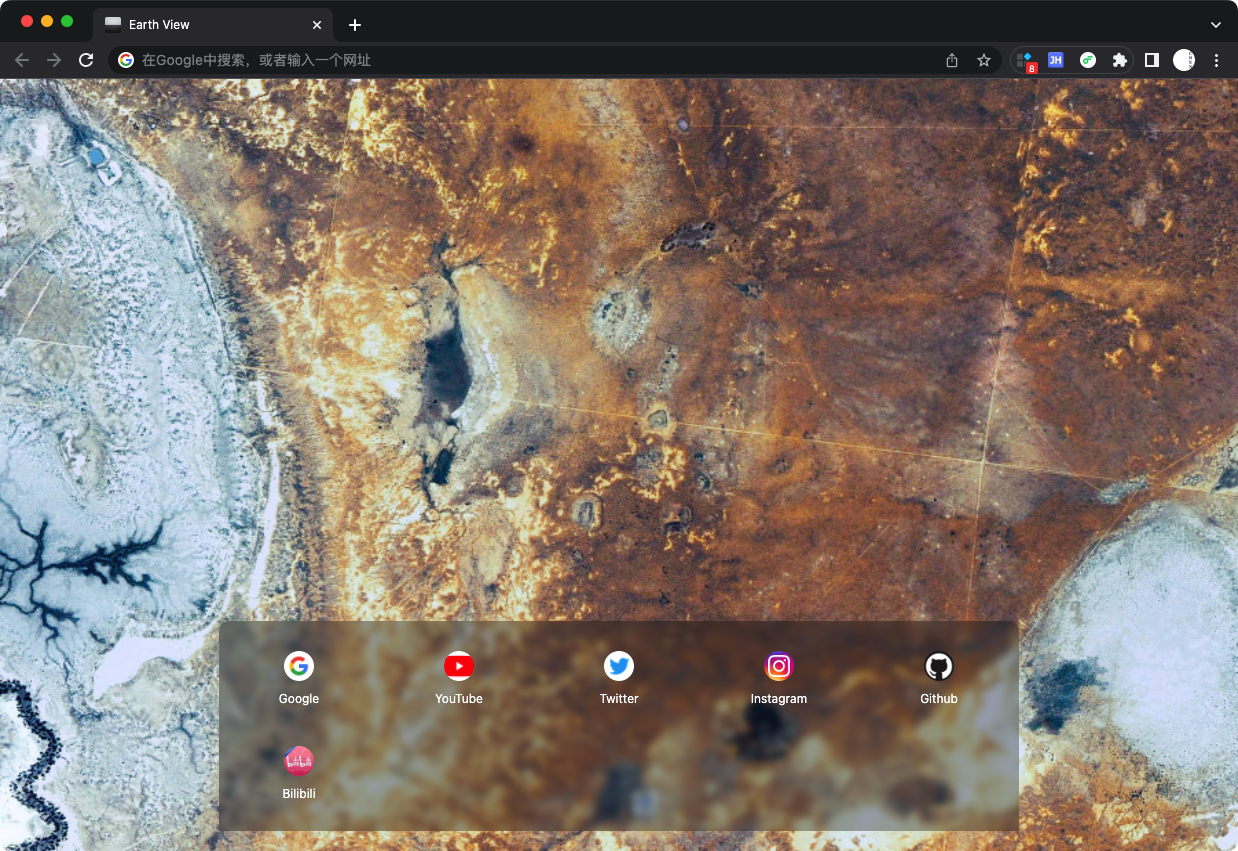 Earth View
在Google中搜索，或者输入一个网址
8
JH
Google
YouTube
Twitter
Instagram
Github
bilibili
Bilibili